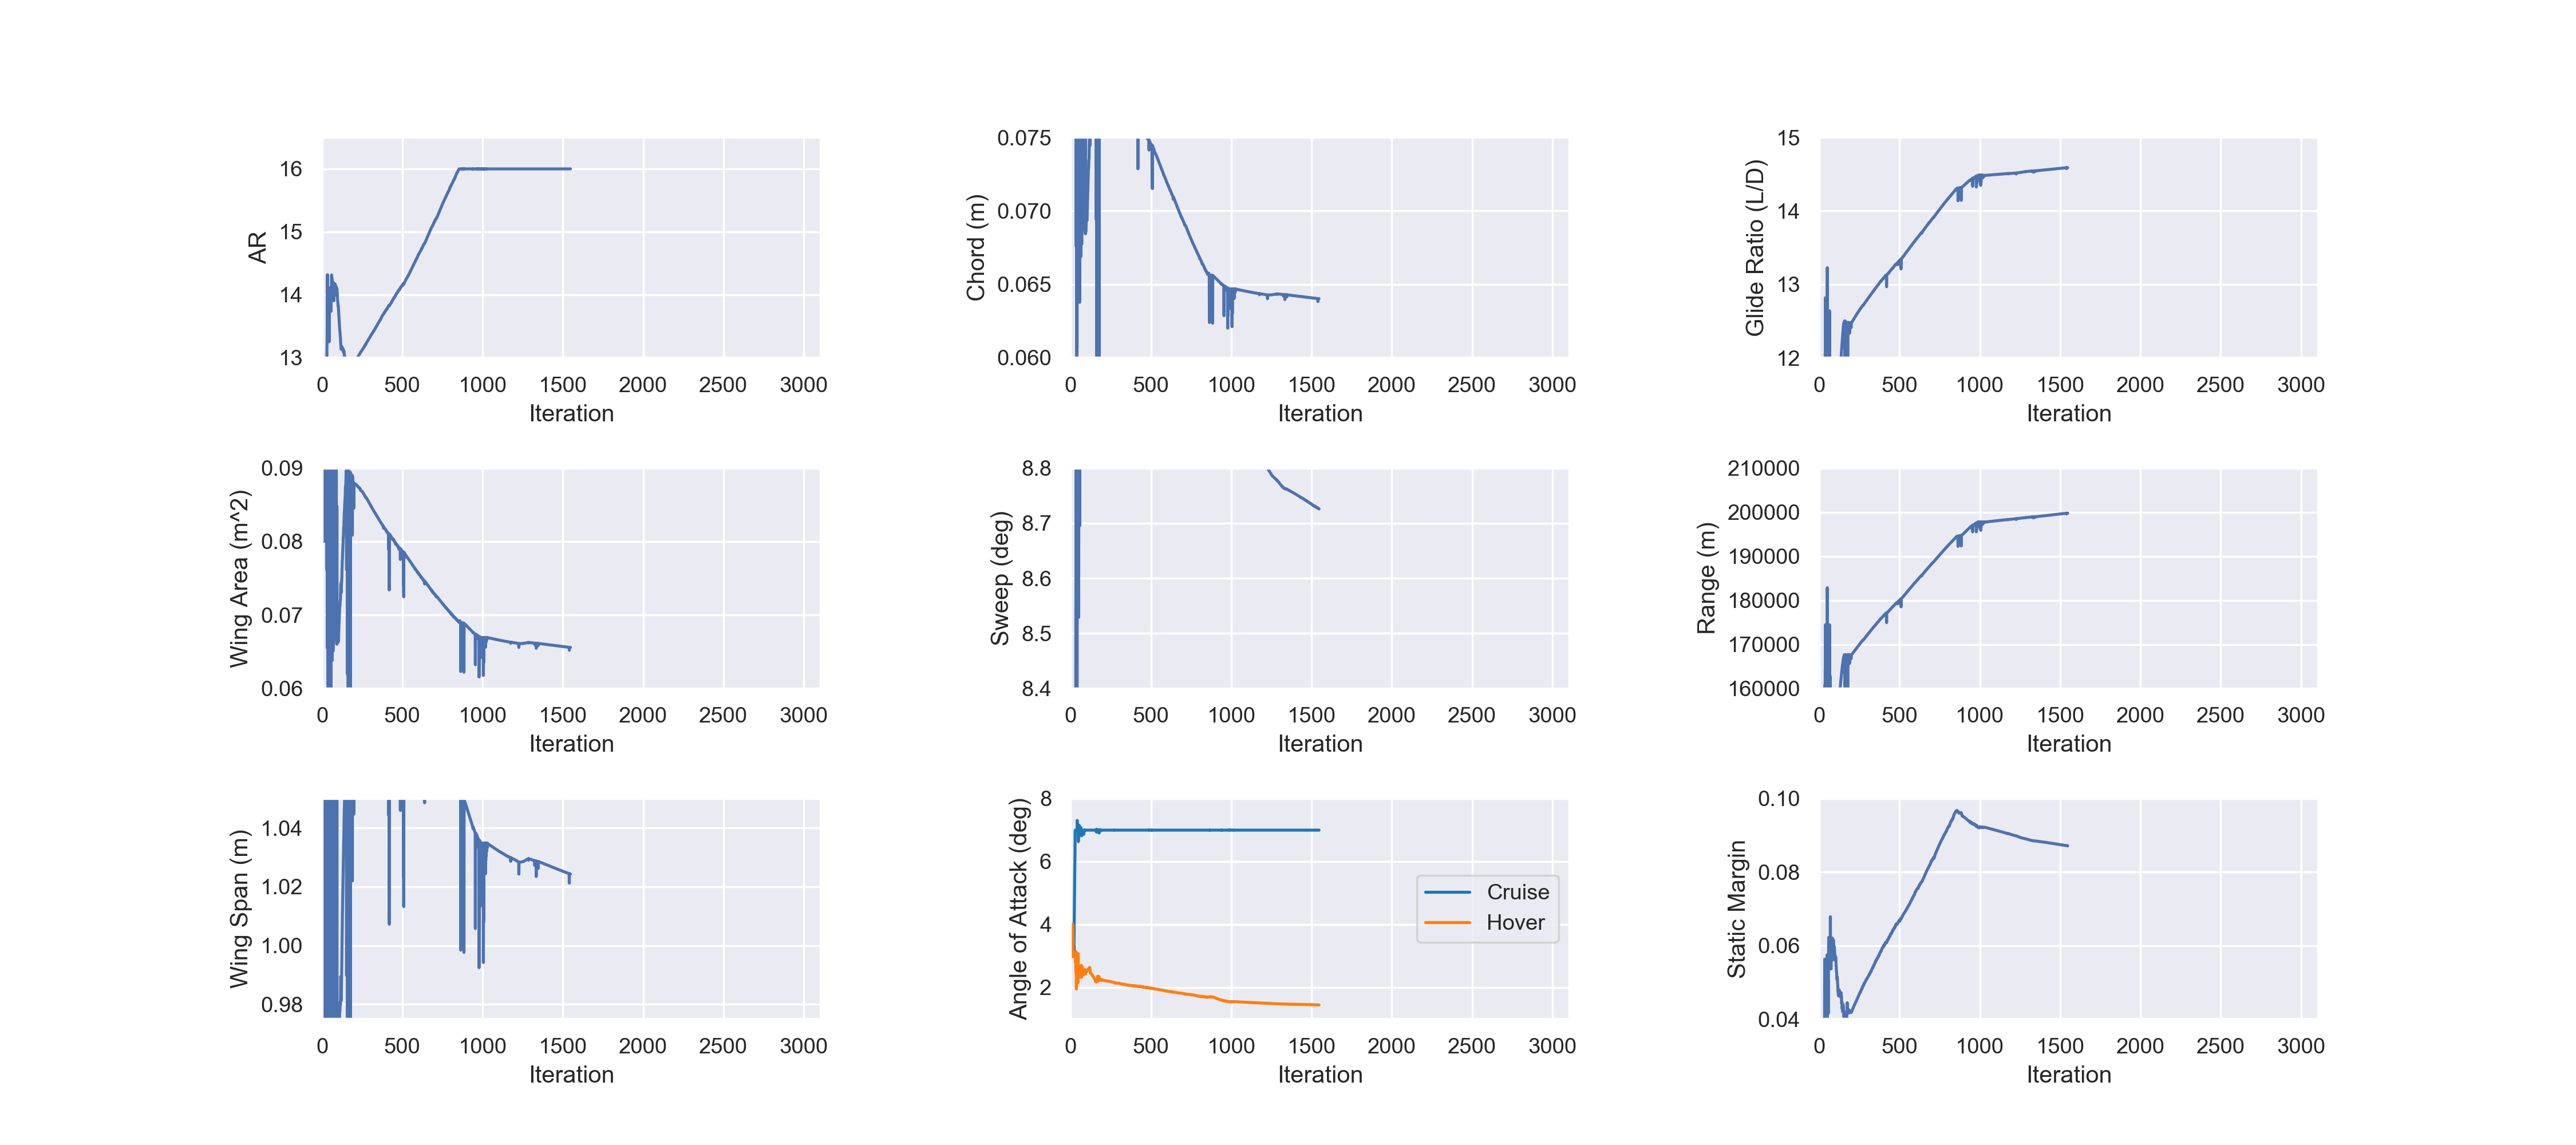 16
15
14
13
AR
0 500 1000 1500 2000 2500 3000
Iteration
0.075
0.070
0.065
0.060
Chord (m)
0 500 1000 1500 2000 2500 3000
Iteration
15
14
13
12
Glide Ratio (L/D)
0 500 1000 1500 2000 2500 3000
Iteration
0.09
0.08
0.07
0.06
Wing Area (m^2)
0 500 1000 1500 2000 2500 3000
Iteration
8.8
8.7
8.6
8.5
8.4
Sweep (deg)
0 500 1000 1500 2000 2500 3000
Iteration
210000
200000
190000
180000
170000
160000
Range (m)
0 500 1000 1500 2000 2500 3000
Iteration
1.04
1.02
1.00
0.98
Wing Span (m)
0 500 1000 1500 2000 2500 3000
Iteration
8
6
4
2
Angle of Attack (deg)
Cruise
Hover
0 500 1000 1500 2000 2500 3000
Iteration
0.10
0.08
0.06
0.04
Static Margin
0 500 1000 1500 2000 2500 3000
Iteration